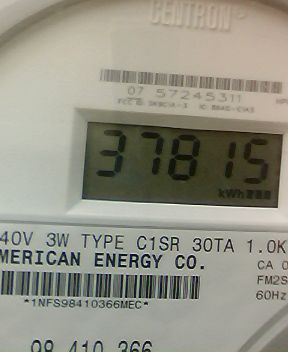 CENTRON®
07 57245311
37815
kWh
40V 3W TYPE C1SR 30TA 1.0K
MERICAN ENERGY CO.
CA 0
FM2S
*1NFS98410366MEC*
60Hz
98 410 366